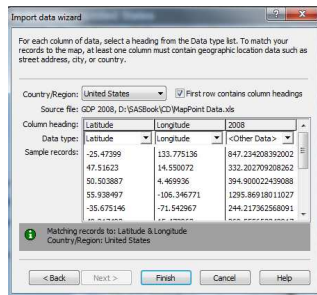 Import data wizard
For each column of data, select a heading from the Data type list. To match your
records to the map, at least one column must contain geographic location data such as
street address, city, or country.
Country/Region: United States First row contains column headings
Source file: GDP 2008, D:\SASBook\CD\MapPoint Data.xls
Column heading: Latitude Longitude 2008
Data type: Latitude Longitude <Other Data>
Sample records: -25.47399 133.775136 847.234208392002
47.51623 14.550072 332.202709208262
50.503887 4.469936 394.900022439088
55.938497 -106.346771 1295.86918011027
-35.675146 -71.542967 244.217362568091
Matching records to: Latitude & Longitude
Country/Region: United States
< Back Next > Finish Cancel Help